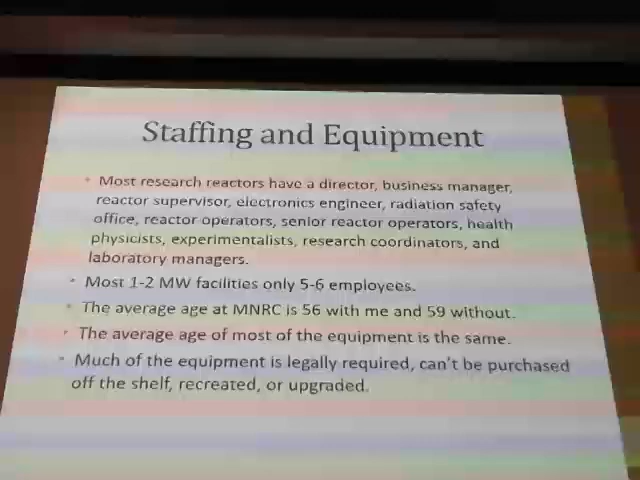 Staffing and Equipment
• Most research reactors have a director, business manager,
reactor supervisor, electronics engineer, radiation safety
office, reactor operators, senior reactor operators, health
physicists, experimentalists, research coordinators, and
laboratory managers.
• Most 1-2 MW facilities only 5-6 employees.
• The average age at MNRC is 56 with me and 59 without.
• The average age of most of the equipment is the same.
• Much of the equipment is legally required, can't be purchased
off the shelf, recreated, or upgraded.